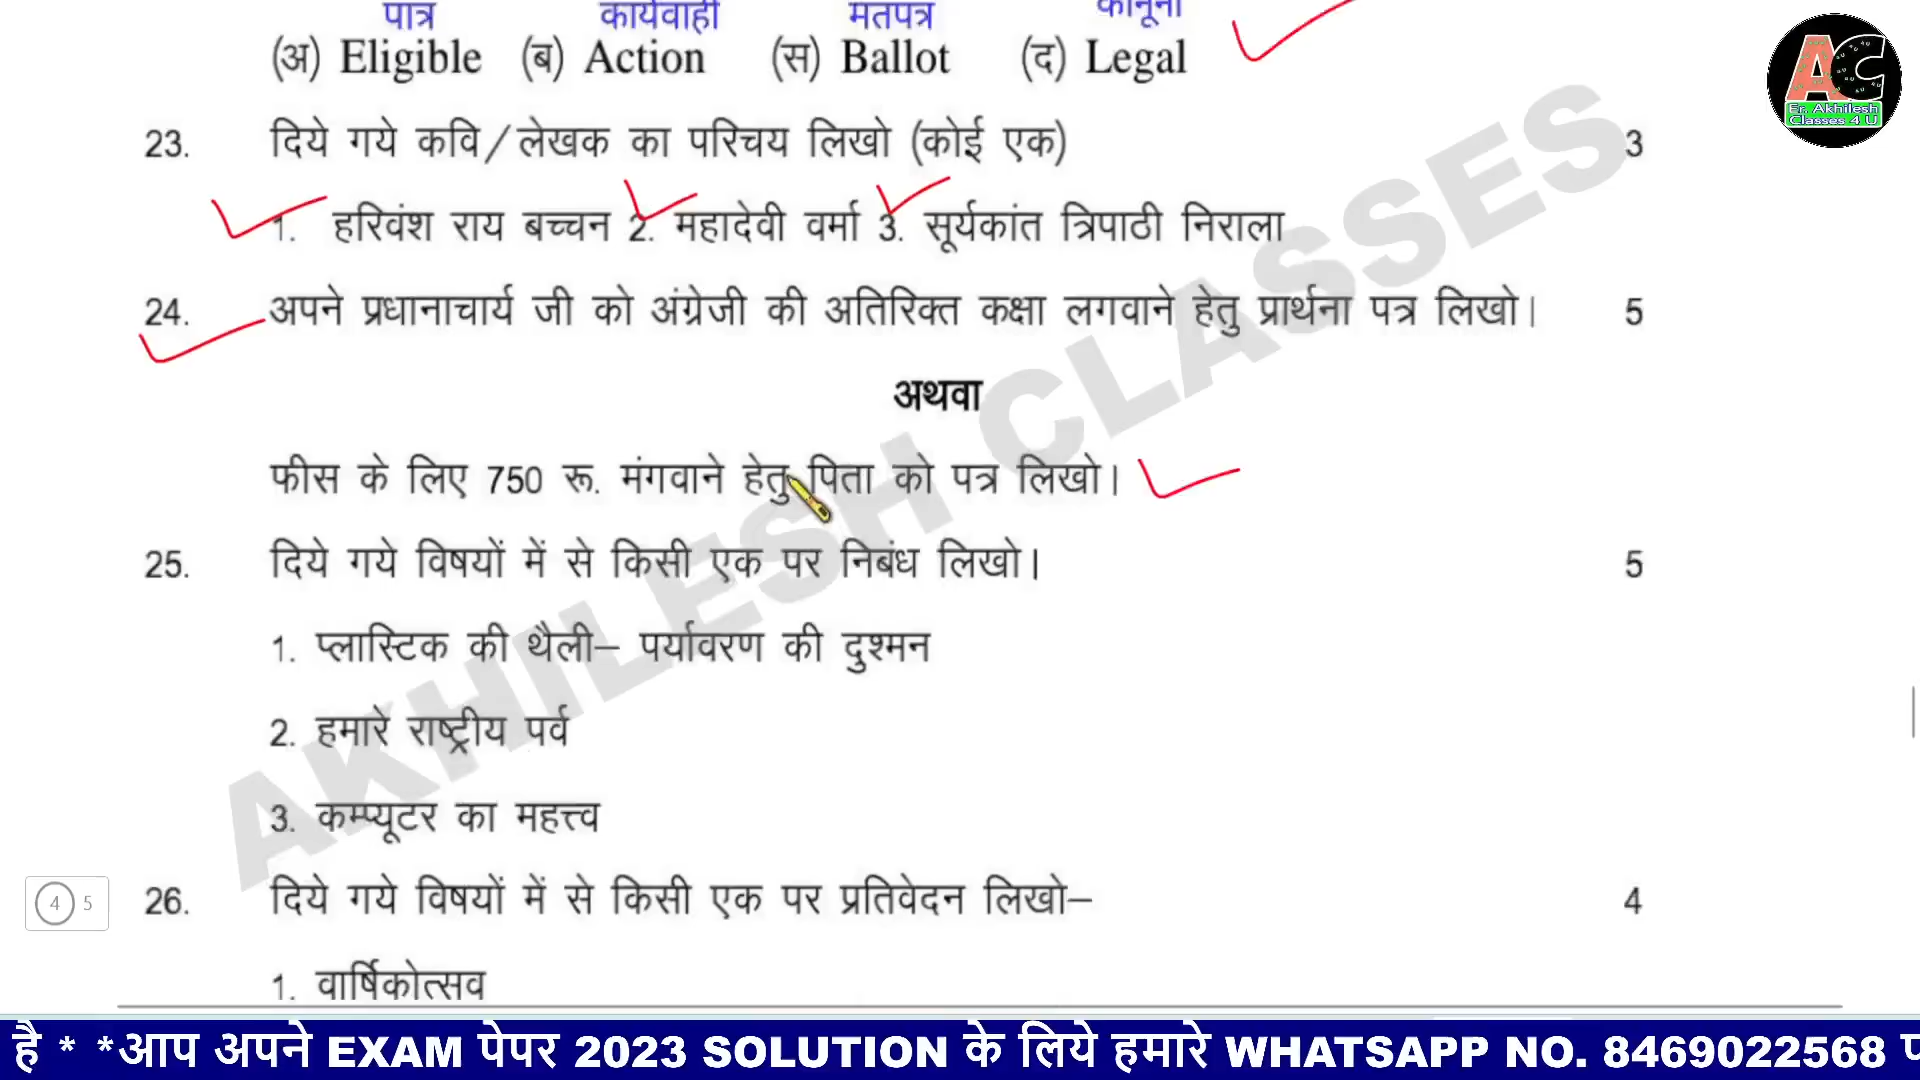 पात्र कार्यवाही मतपत्र कानूनी
(अ) Eligible (ब) Action (स) Ballot (द) Legal
23. दिये गये कवि/लेखक का परिचय लिखो (कोई एक) 3
1. हरिवंश राय बच्चन 2. महादेवी वर्मा 3. सूर्यकांत त्रिपाठी निराला
24. अपने प्रधानाचार्य जी को अंग्रेजी की अतिरिक्त कक्षा लगवाने हेतु प्रार्थना पत्र लिखो। 5
अथवा
फीस के लिए 750 रू. मंगवाने हेतु पिता को पत्र लिखो।
25. दिये गये विषयों में से किसी एक पर निबंध लिखो। 5
1. प्लास्टिक की थैली– पर्यावरण की दुश्मन
2. हमारे राष्ट्रीय पर्व
3. कम्प्यूटर का महत्त्व
26. दिये गये विषयों में से किसी एक पर प्रतिवेदन लिखो– 4
1. वार्षिकोत्सव
4 5
AKHILESH CLASSES
AC
Er. Akhilesh
Classes 4 U
है * *आप अपने EXAM पेपर 2023 SOLUTION के लिये हमारे WHATSAPP NO. 8469022568